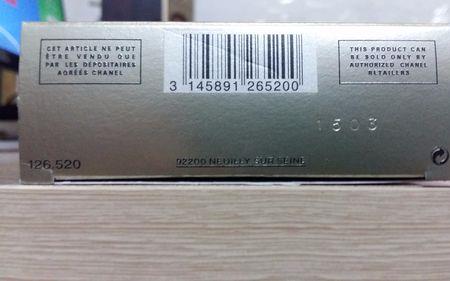 CET ARTICLE NE PEUT
ÊTRE VENDU QUE
PAR LES DÉPOSITAIRES
AGRÉÉS CHANEL
3 145891 265200
THIS PRODUCT CAN
BE SOLD ONLY BY
AUTHORIZED CHANEL
RETAILERS
1503
126.520
92200 NEUILLY SUR SEINE